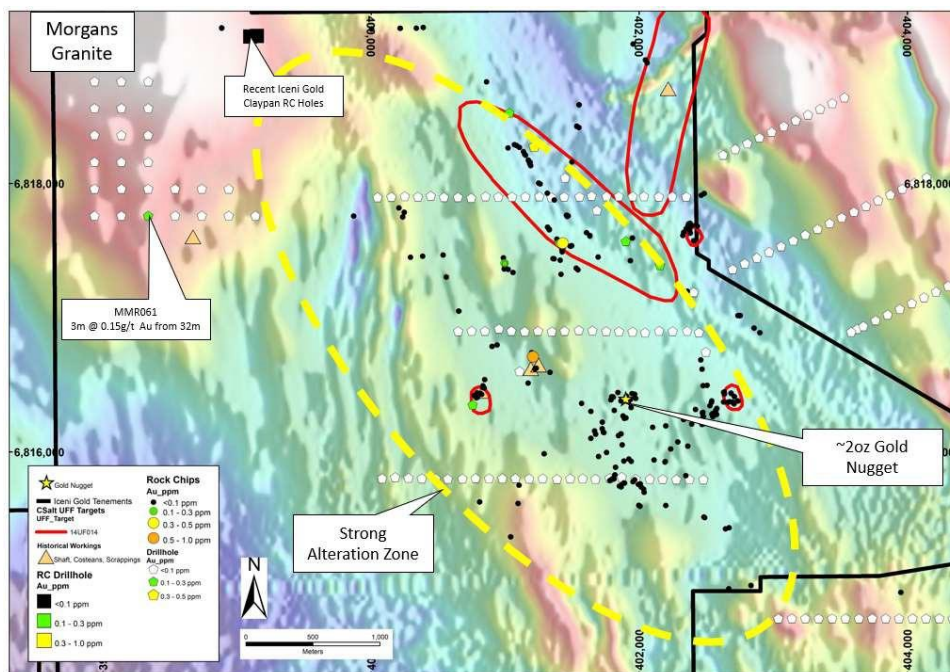 Morgans
Granite
400,000
402,000
404,000
Recent Iceni Gold
Claypan RC Holes
6,818,000
6,818,000
MMR061
3m @ 0.15g/t Au from 32m
~2oz Gold
Nugget
6,816,000
Strong
Alteration Zone
Gold Nugget
Iceni Gold Tenements
CSalt UFF Targets
UFF_Target
14UF014
Historical Workings
Shaft, Costeans, Scrappings
RC Drillhole
Au_ppm
<0.1 ppm
0.1 - 0.3 ppm
0.3 - 1.0 ppm
Rock Chips
Au_ppm
<0.1 ppm
0.1 - 0.3 ppm
0.3 - 0.5 ppm
0.5 - 1.0 ppm
Drillhole
Au_ppm
<0.1 ppm
0.1 - 0.3 ppm
0.3 - 0.5 ppm
N
0 500 1,000
Meters
402,000
404,000